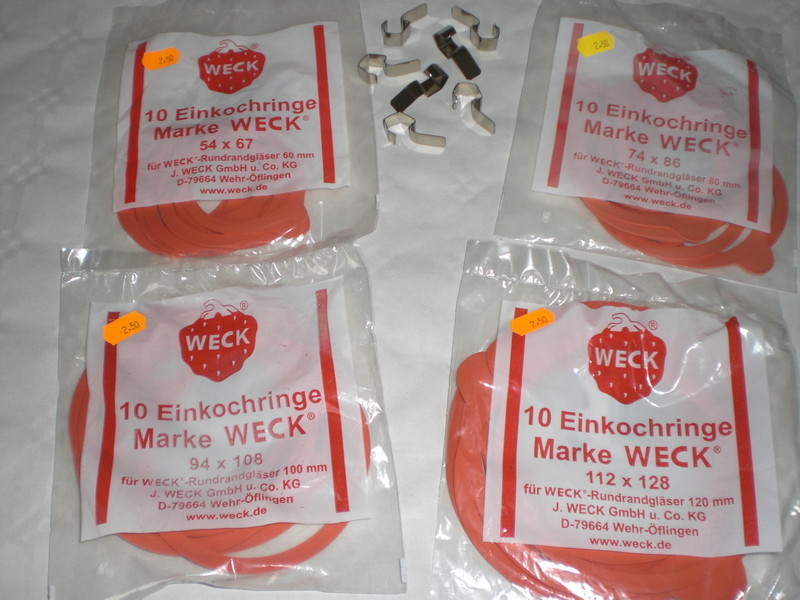 2,50
WECK®
10 Einkochringe
Marke WECK®
54 x 67
für WECK®-Rundrandgläser 60 mm
J. WECK GmbH u. Co. KG
D-79664 Wehr-Öflingen
www.weck.de
2,50
WECK
10 Einkochringe
Marke WECK®
74 x 86
für WECK®-Rundrandgläser 80 mm
J. WECK GmbH u. Co. KG
D-79664 Wehr-Öflingen
www.weck.de
2,50
WECK®
10 Einkochringe
Marke WECK®
94 x 108
für WECK®-Rundrandgläser 100 mm
J. WECK GmbH u. Co. KG
D-79664 Wehr-Öflingen
www.weck.de
2,50
WECK
10 Einkochringe
Marke WECK®
112 x 128
für WECK®-Rundrandgläser 120 mm
J. WECK GmbH u. Co. KG
D-79664 Wehr-Öflingen
www.weck.de